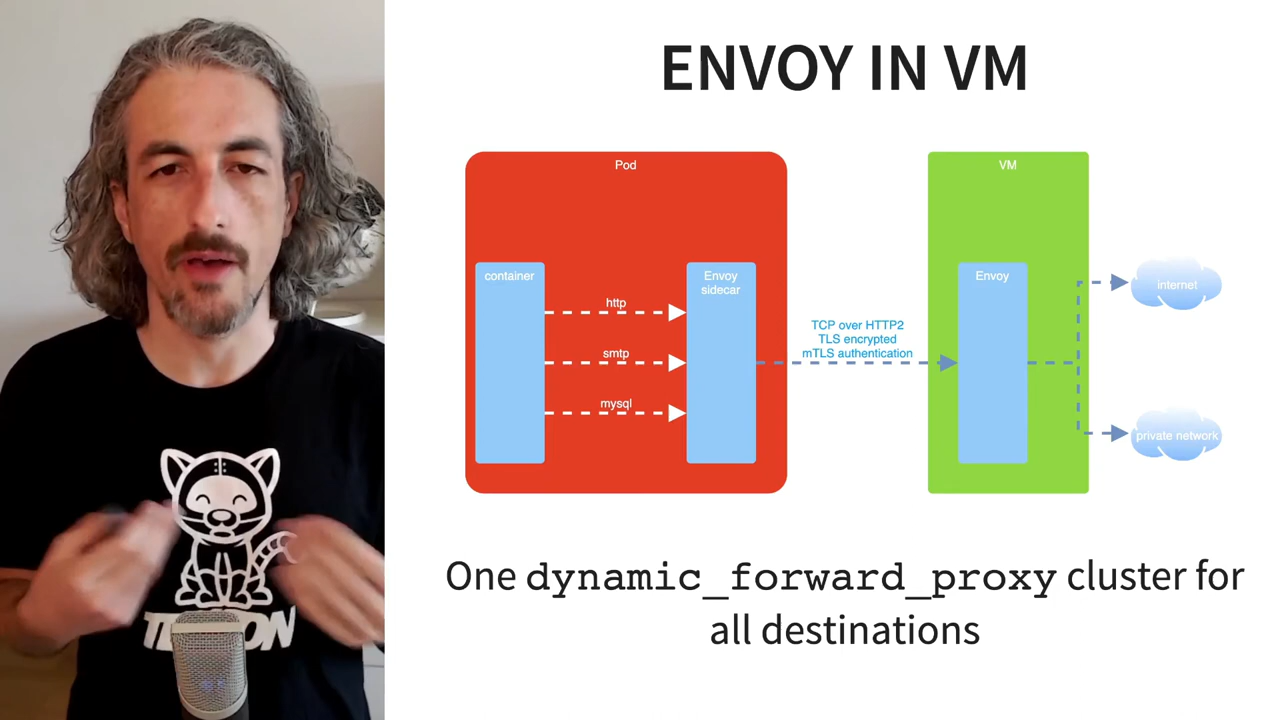 ENVOY IN VM
Pod
VM
container
Envoy
sidecar
Envoy
http
smtp
mysql
TCP over HTTP2
TLS encrypted
mTLS authentication
internet
private network
One dynamic_forward_proxy cluster for
all destinations